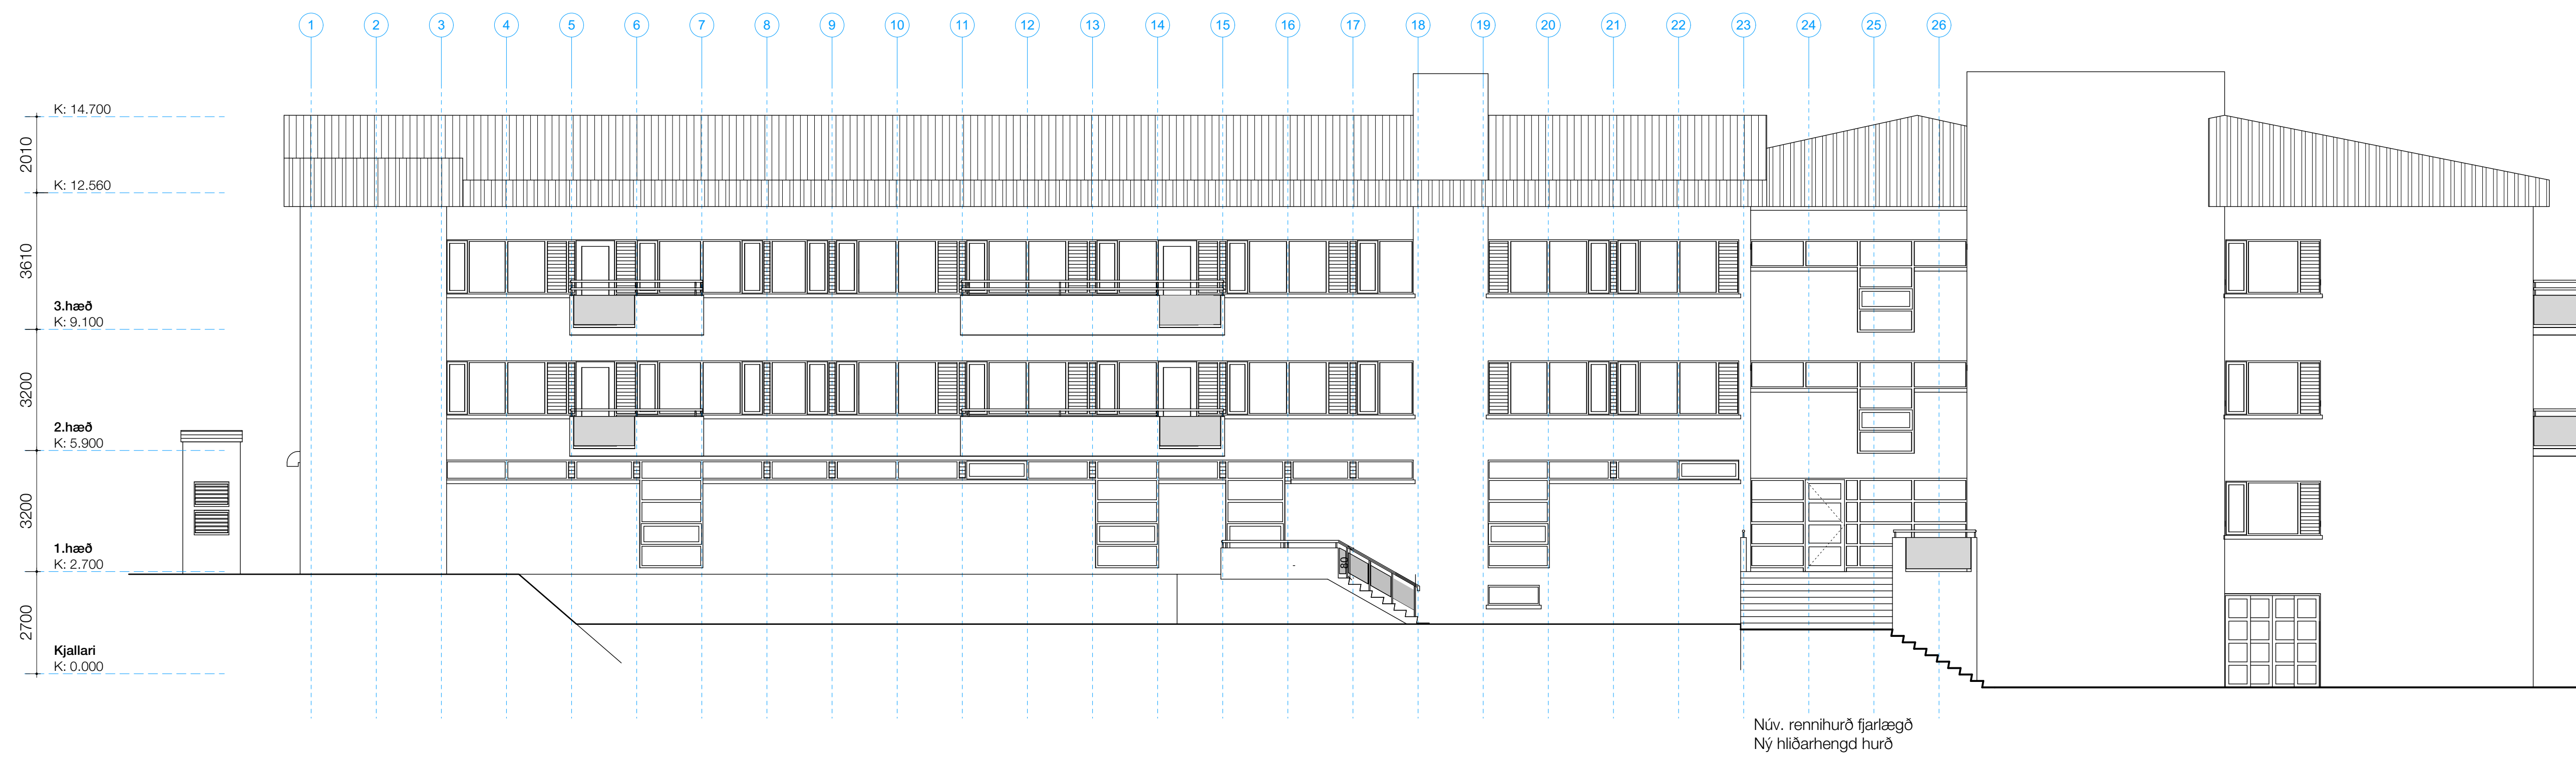 1 2 3 4 5 6 7 8 9 10 11 12 13 14 15 16 17 18 19 20 21 22 23 24 25 26
K: 14.700
2010
K: 12.560
3610
3.hæð
K: 9.100
3200
2.hæð
K: 5.900
3200
1.hæð
K: 2.700
2700
Kjallari
K: 0.000
80
Núv. rennihurð fjarlægð
Ný hliðarhengd hurð